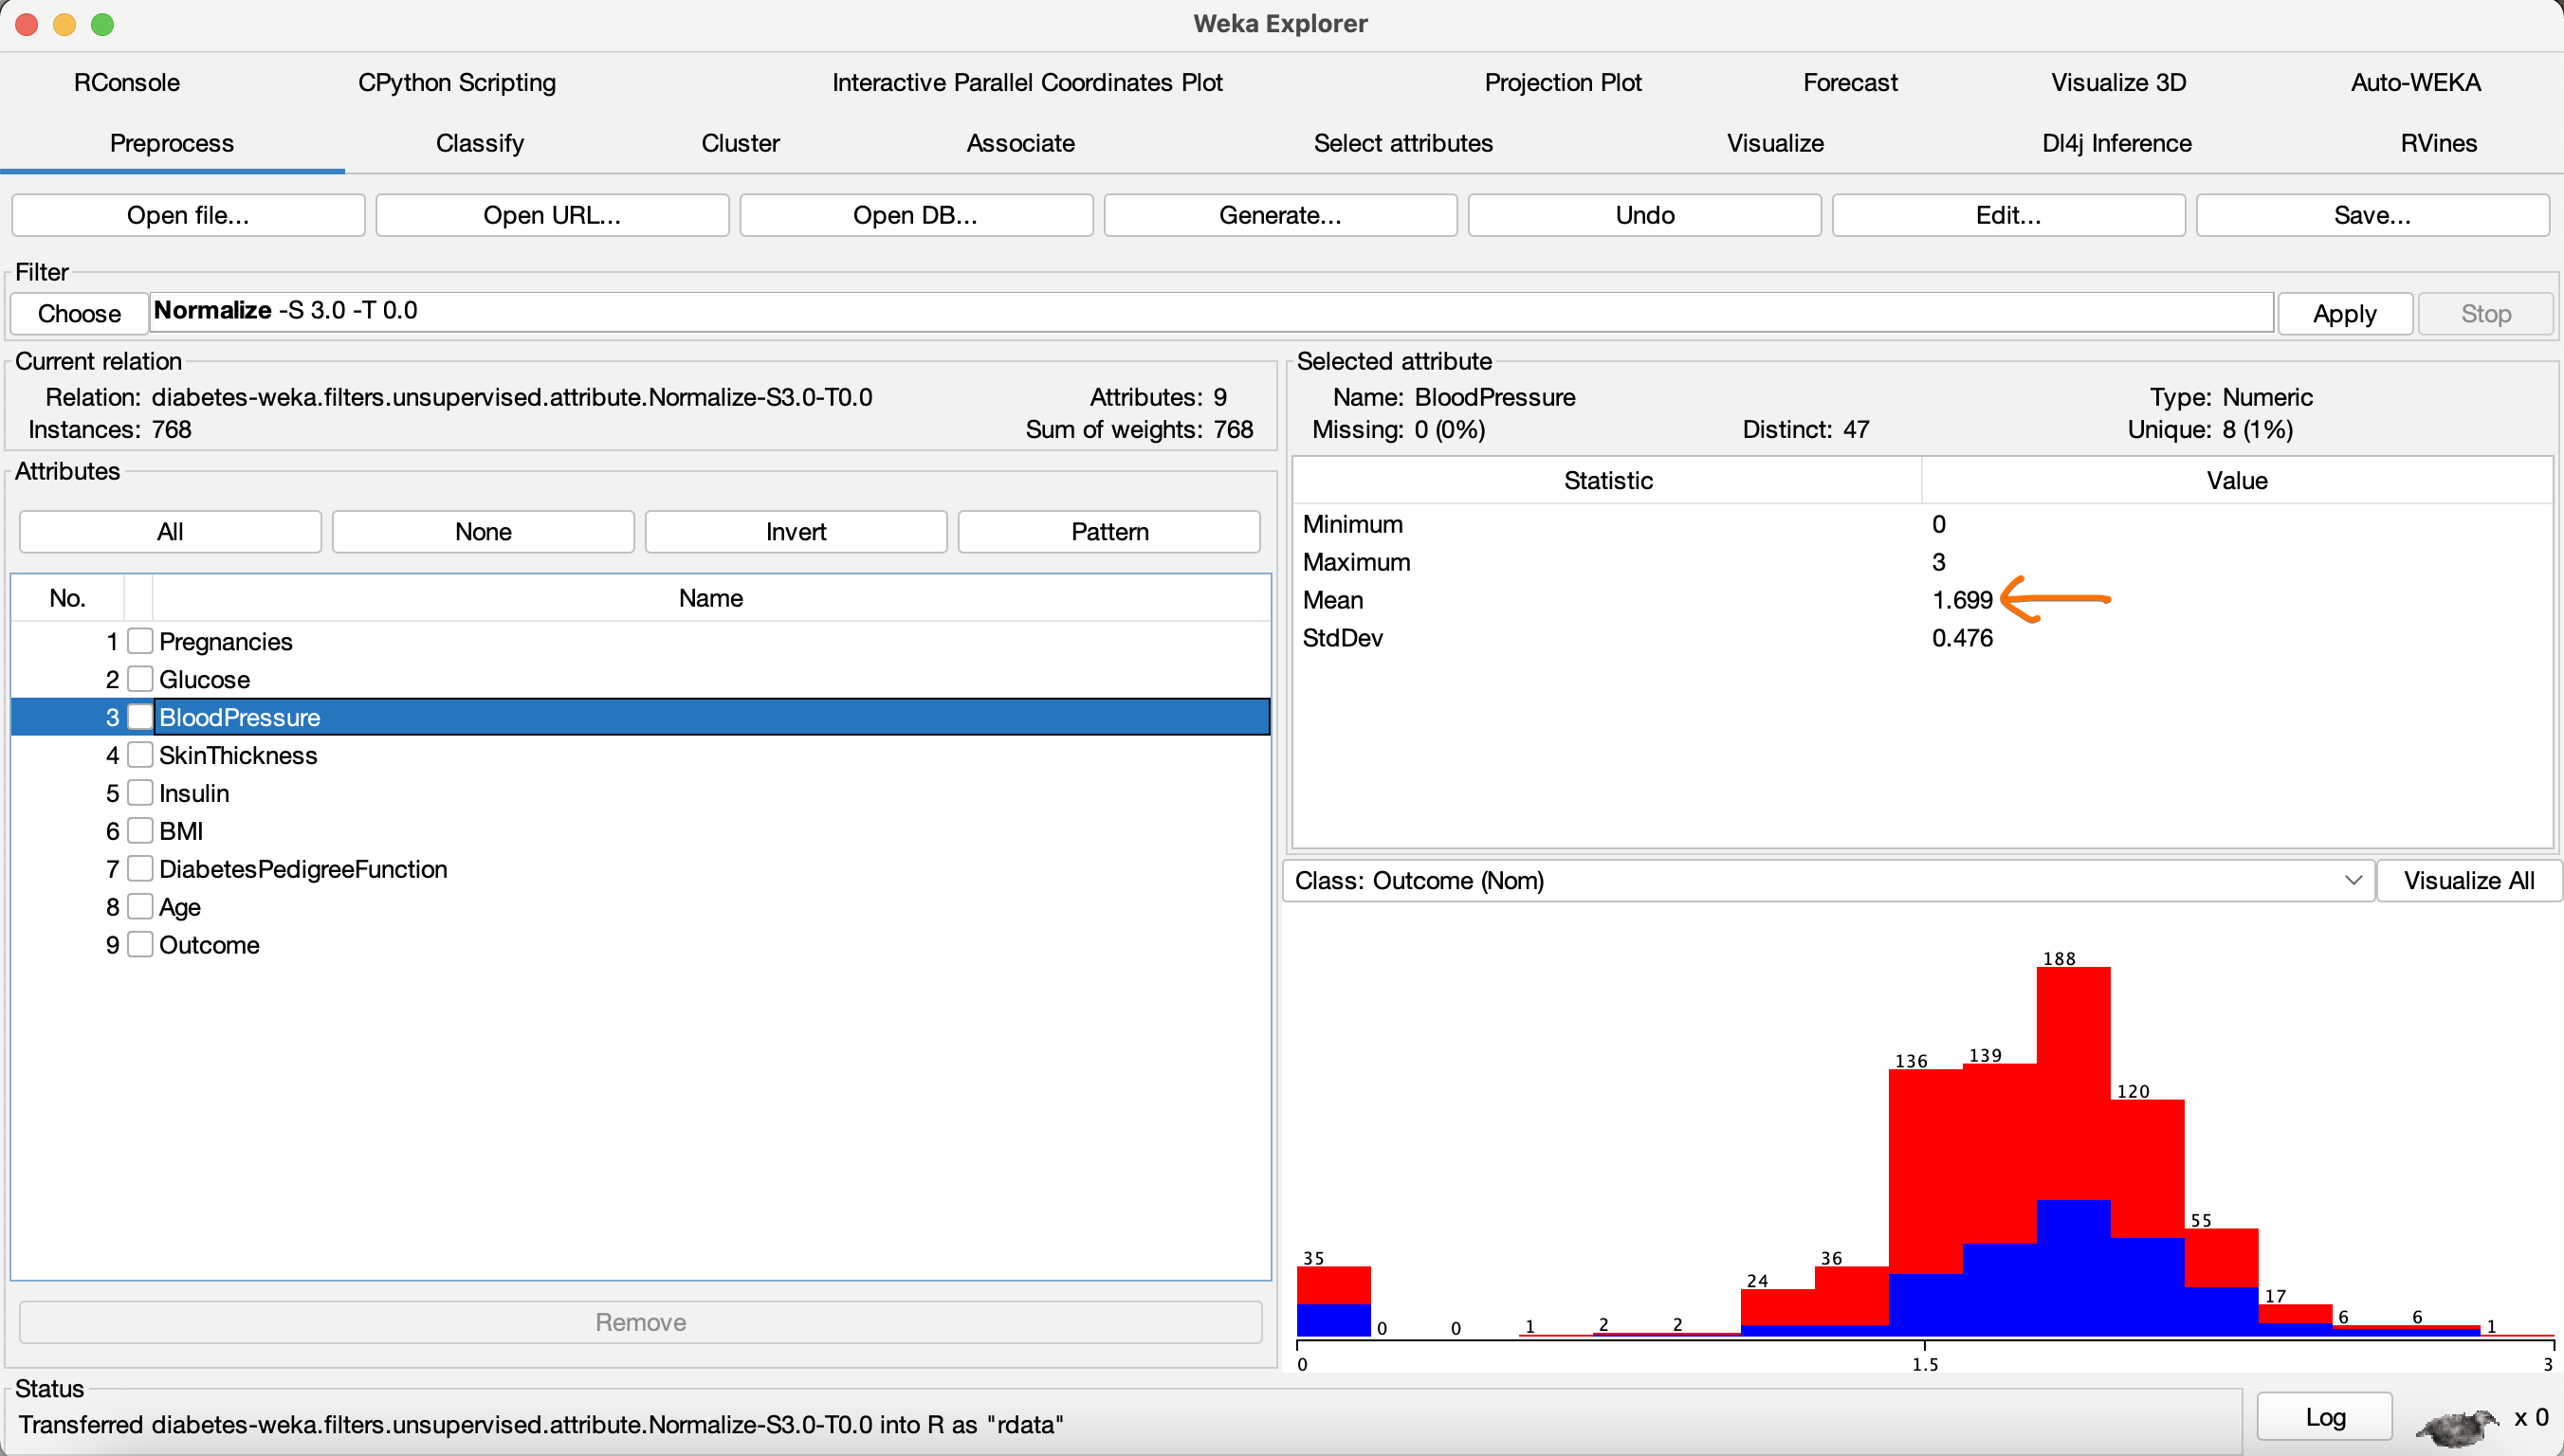 Weka Explorer
RConsole CPython Scripting Interactive Parallel Coordinates Plot Projection Plot Forecast Visualize 3D Auto-WEKA
Preprocess Classify Cluster Associate Select attributes Visualize Dl4j Inference RVines
Open file... Open URL... Open DB... Generate... Undo Edit... Save...
Filter
Choose Normalize -S 3.0 -T 0.0 Apply Stop
Current relation
Relation: diabetes-weka.filters.unsupervised.attribute.Normalize-S3.0-T0.0 Attributes: 9
Instances: 768 Sum of weights: 768
Attributes
All None Invert Pattern
No. Name
1 Pregnancies
2 Glucose
3 BloodPressure
4 SkinThickness
5 Insulin
6 BMI
7 DiabetesPedigreeFunction
8 Age
9 Outcome
Remove
Selected attribute
Name: BloodPressure Type: Numeric
Missing: 0 (0%) Distinct: 47 Unique: 8 (1%)
Statistic Value
Minimum 0
Maximum 3
Mean 1.699
StdDev 0.476
Class: Outcome (Nom) Visualize All
188
136 139
120
55
35 36
24
17
0 0 1 2 2 6 6 1
0 1.5 3
Status
Transferred diabetes-weka.filters.unsupervised.attribute.Normalize-S3.0-T0.0 into R as "rdata"
Log x 0